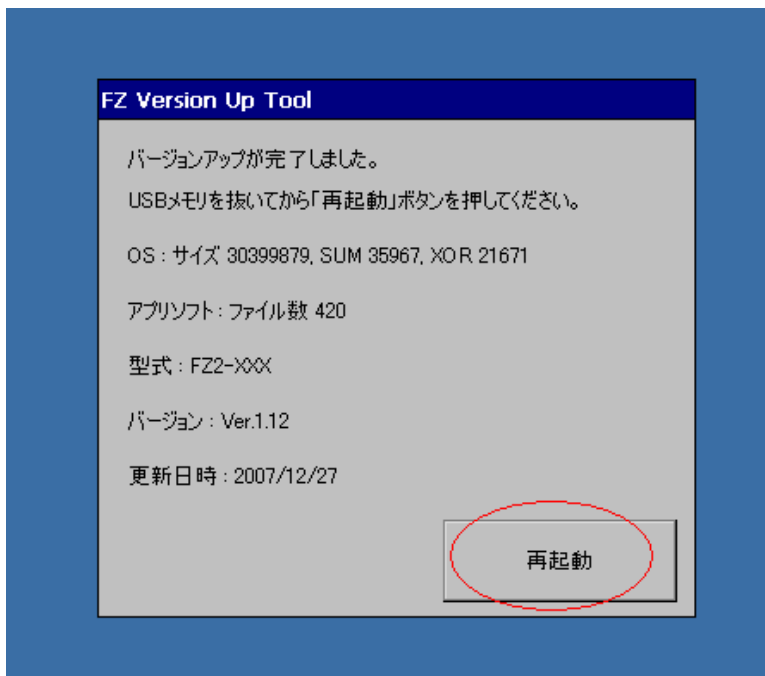 FZ Version Up Tool
バージョンアップが完了しました。
USBメモリを抜いてから「再起動」ボタンを押してください。
OS : サイズ 30399879, SUM 35967, XOR 21671
アプリソフト : ファイル数 420
型式 : FZ2-XXX
バージョン : Ver.1.12
更新日時 : 2007/12/27
再起動